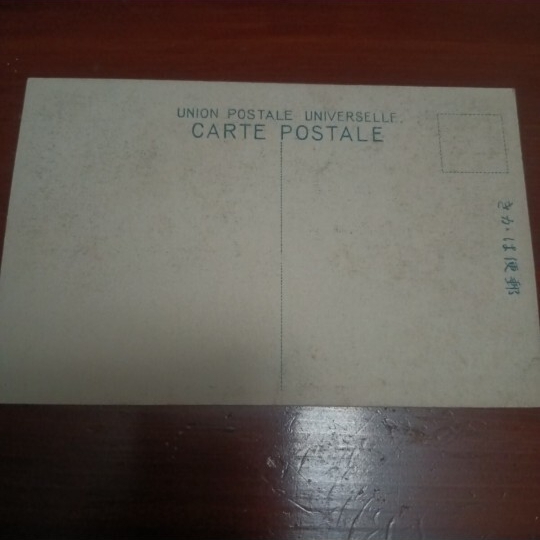 UNION POSTALE UNIVERSELLE.
CARTE POSTALE
きがは便郵